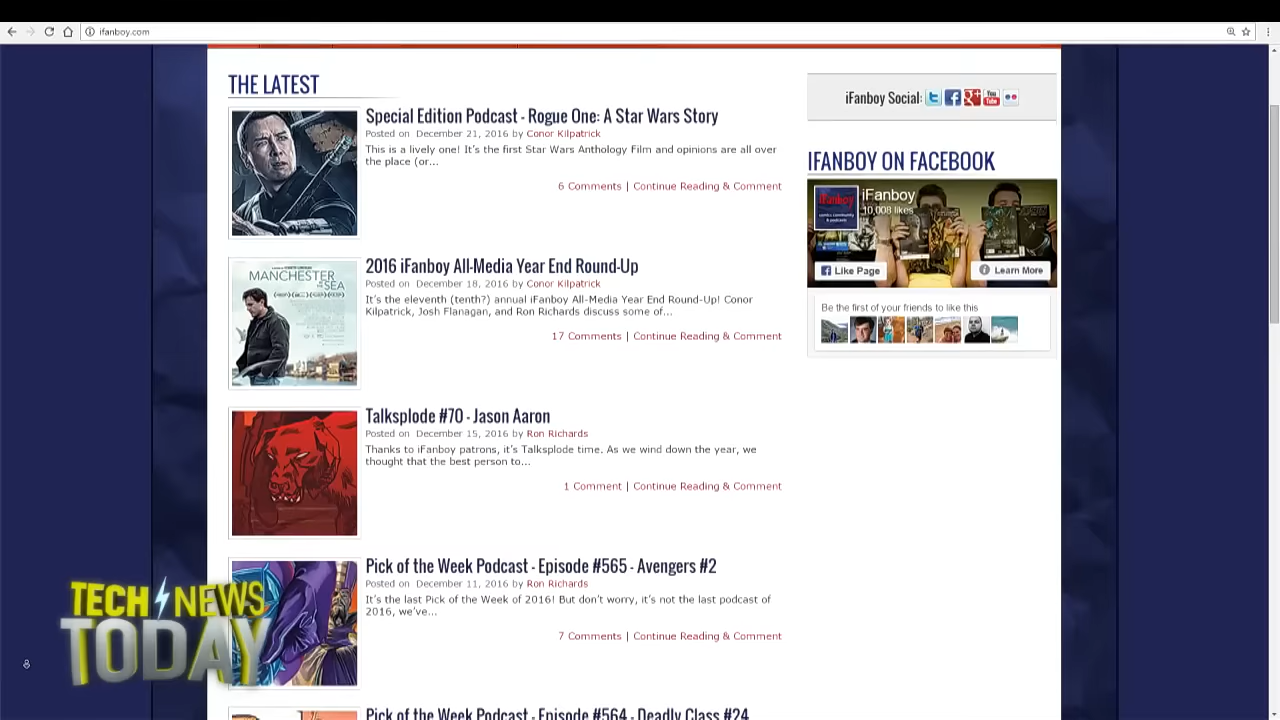 ifanboy.com
THE LATEST
Special Edition Podcast - Rogue One: A Star Wars Story
Posted on December 21, 2016 by Conor Kilpatrick
This is a lively one! It's the first Star Wars Anthology Film and opinions are all over
the place (or...
6 Comments | Continue Reading & Comment
MANCHESTER
SEA
2016 iFanboy All-Media Year End Round-Up
Posted on December 18, 2016 by Conor Kilpatrick
It's the eleventh (tenth?) annual iFanboy All-Media Year End Round-Up! Conor
Kilpatrick, Josh Flanagan, and Ron Richards discuss some of...
17 Comments | Continue Reading & Comment
Talksplode #70 - Jason Aaron
Posted on December 15, 2016 by Ron Richards
Thanks to iFanboy patrons, it's Talksplode time. As we wind down the year, we
thought that the best person to...
1 Comment | Continue Reading & Comment
Pick of the Week Podcast - Episode #565 - Avengers #2
Posted on December 11, 2016 by Ron Richards
It's the last Pick of the Week of 2016! But don't worry, it's not the last podcast of
2016, we've...
7 Comments | Continue Reading & Comment
Pick of the Week Podcast - Episode #564 - Deadly Class #24
iFanboy Social:
You
Tube
IFANBOY ON FACEBOOK
iFanboy
iFanboy
10,008 likes
Like Page
Learn More
Be the first of your friends to like this
TECH NEWS
TODAY